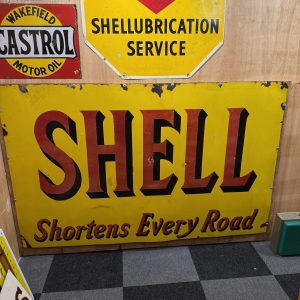 WAKEFIELD
CASTROL
MOTOR OIL
SHELLUBRICATION
SERVICE
SHELL
Shortens Every Road